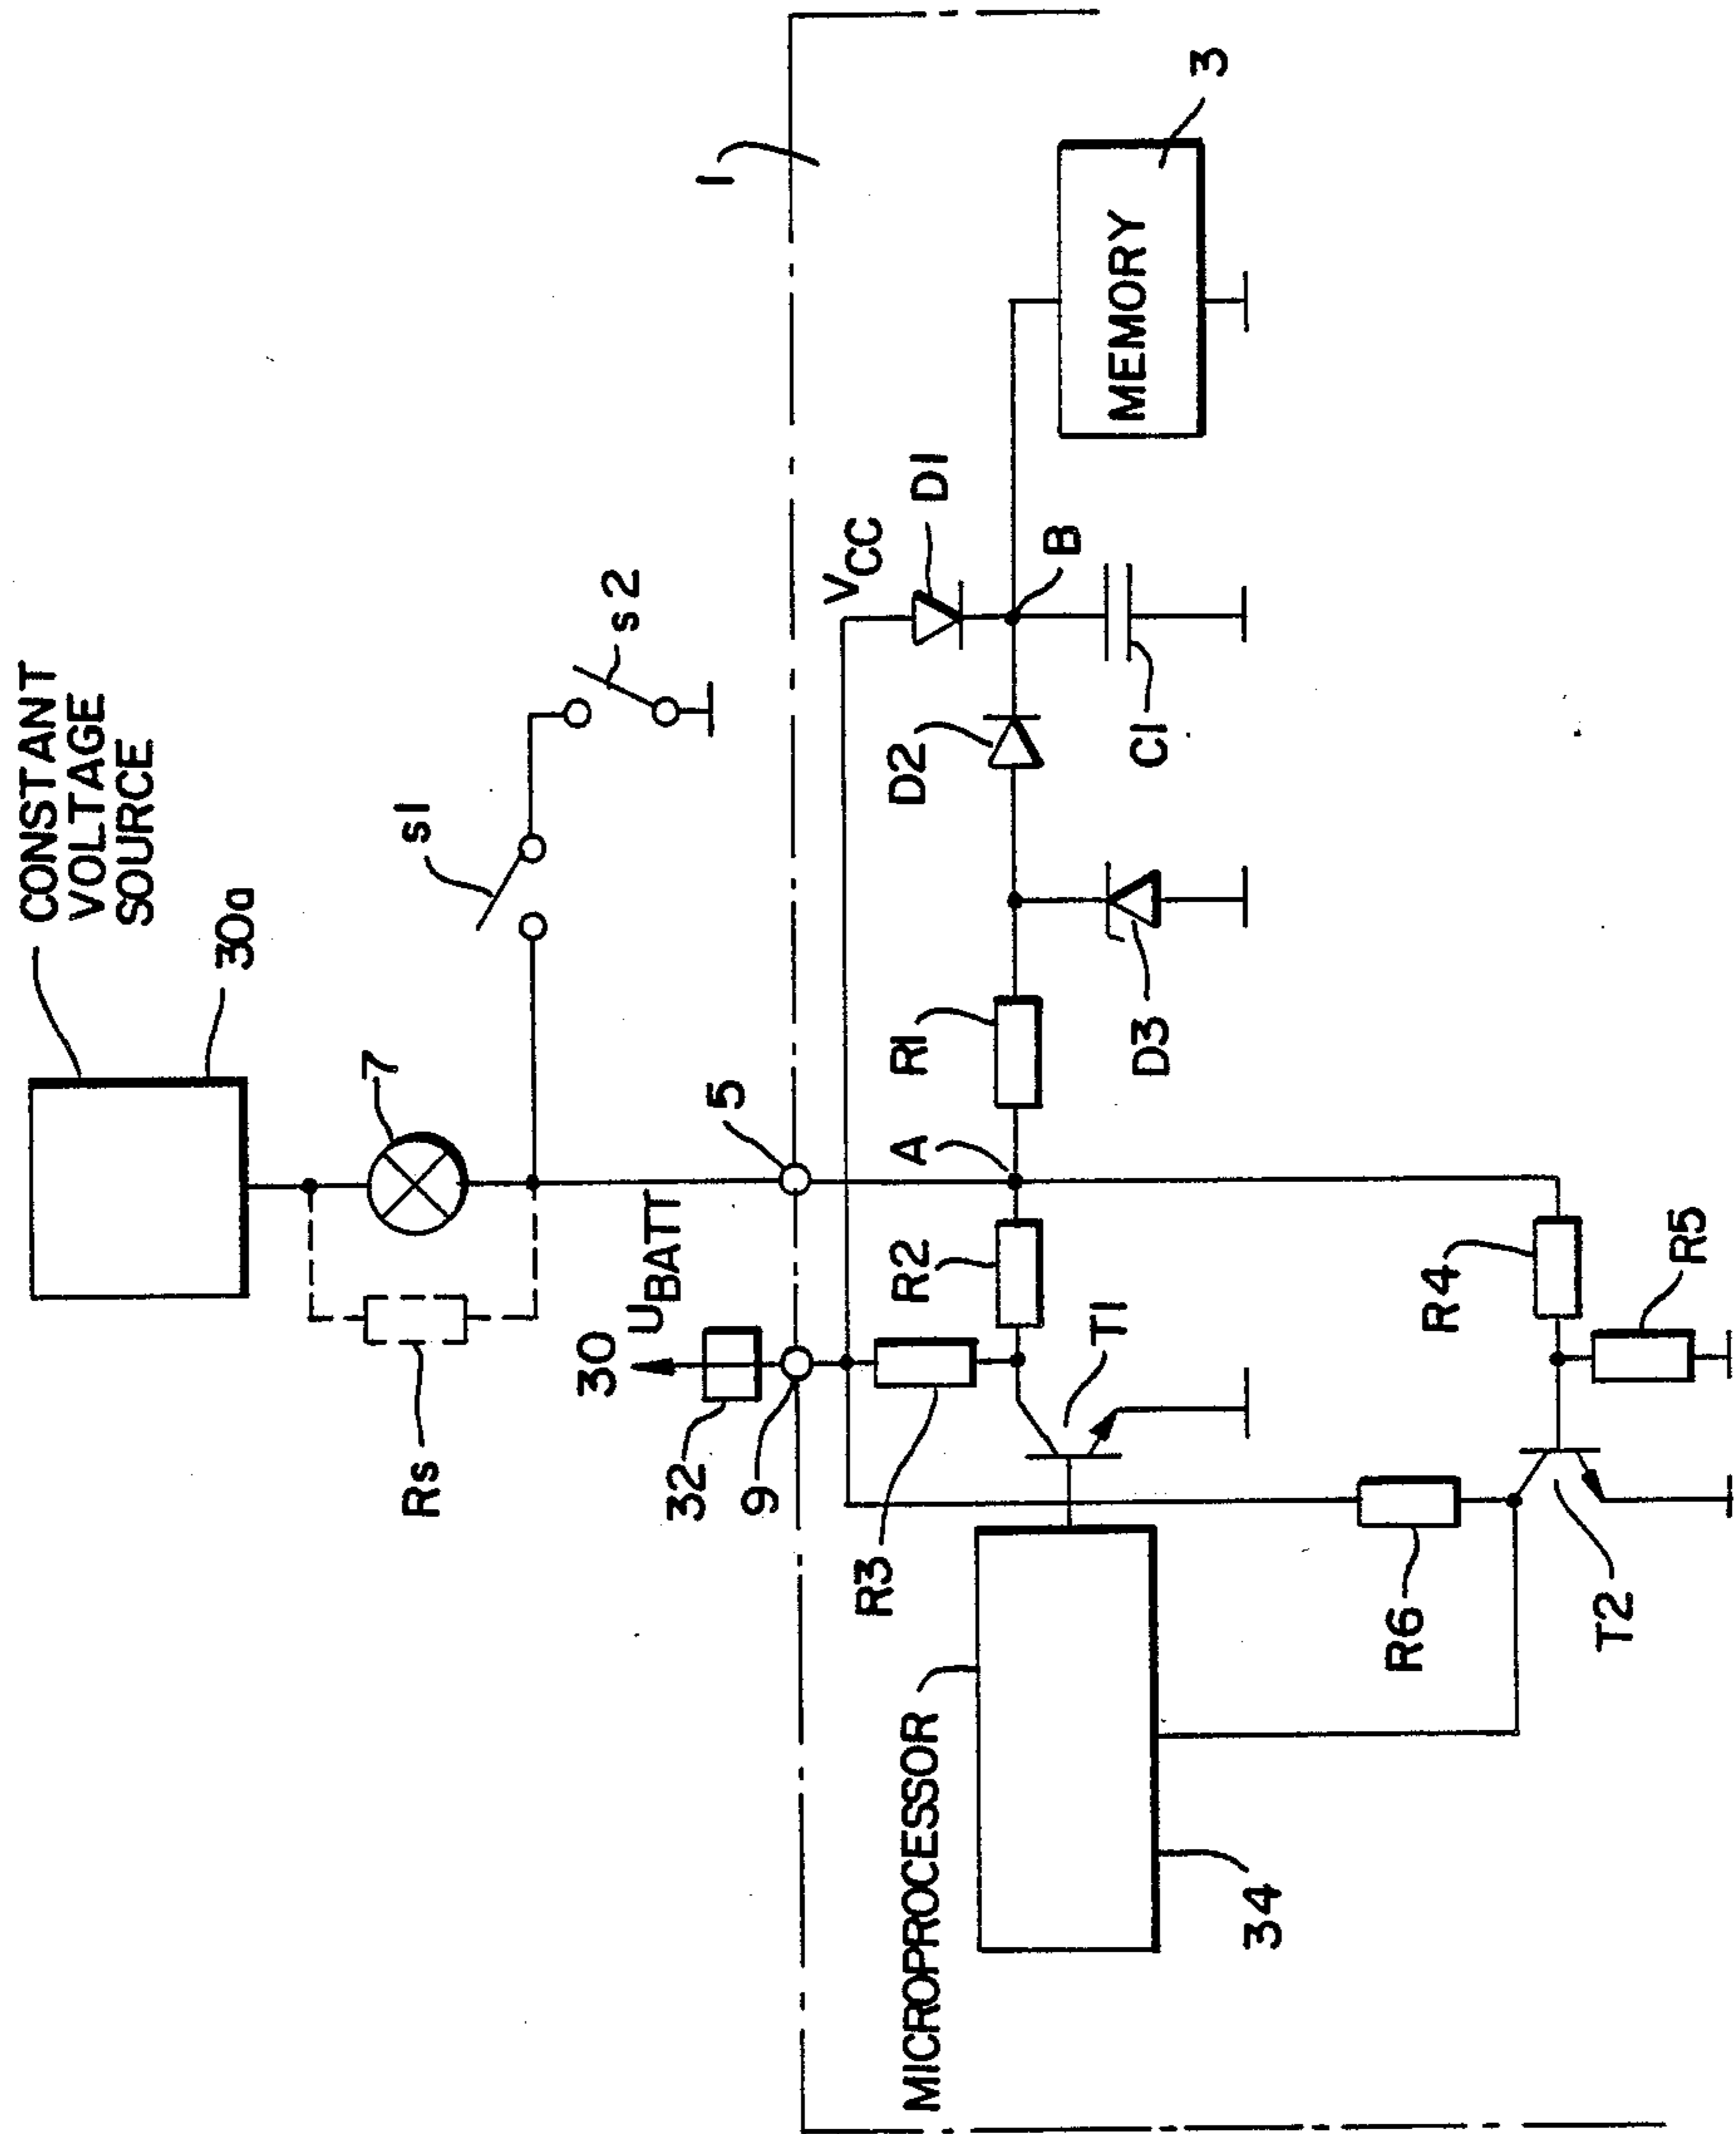 CONSTANT
VOLTAGE
SOURCE
30a
7
Rs
s1
s2
5
30
U BATT
32
9
1
VCC
D1
3
MEMORY
B
D2
C1
R1
D3
A
R2
R3
T1
MICROPROCESSOR
34
R4
R5
R6
T2